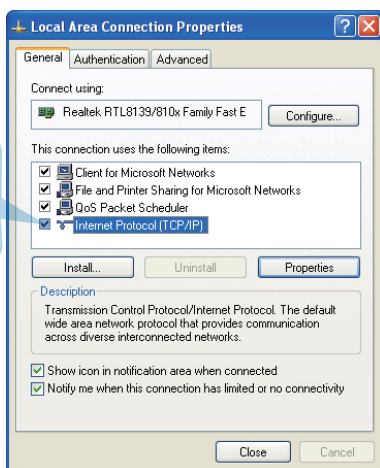 Local Area Connection Properties
General Authentication Advanced
Connect using:
Realtek RTL8139/810x Family Fast E
Configure...
This connection uses the following items:
Client for Microsoft Networks
File and Printer Sharing for Microsoft Networks
QoS Packet Scheduler
Internet Protocol (TCP/IP)
Install... Uninstall Properties
Description
Transmission Control Protocol/Internet Protocol. The default
wide area network protocol that provides communication
across diverse interconnected networks.
Show icon in notification area when connected
Notify me when this connection has limited or no connectivity
Close Cancel